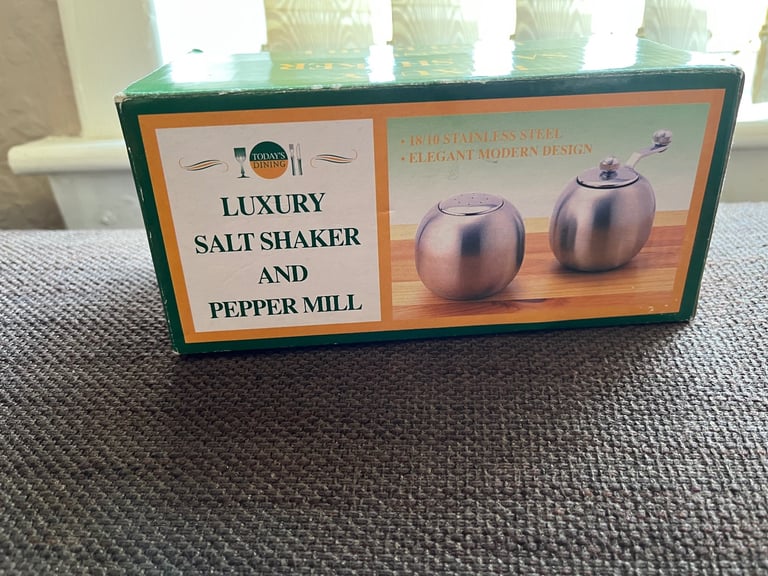 TODAY'S
DINING
LUXURY
SALT SHAKER
AND
PEPPER MILL
• 18/10 STAINLESS STEEL
• ELEGANT MODERN DESIGN